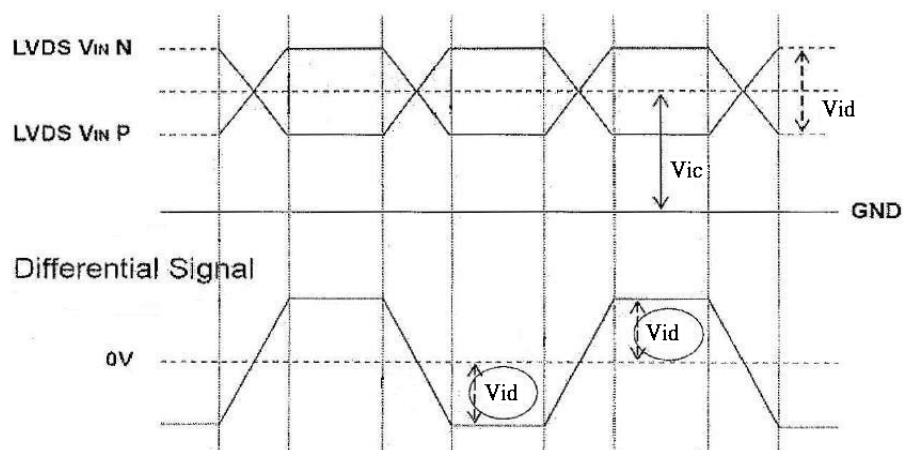 LVDS VIN N
Vid
LVDS VIN P
Vic
GND
Differential Signal
Vid
0V
Vid